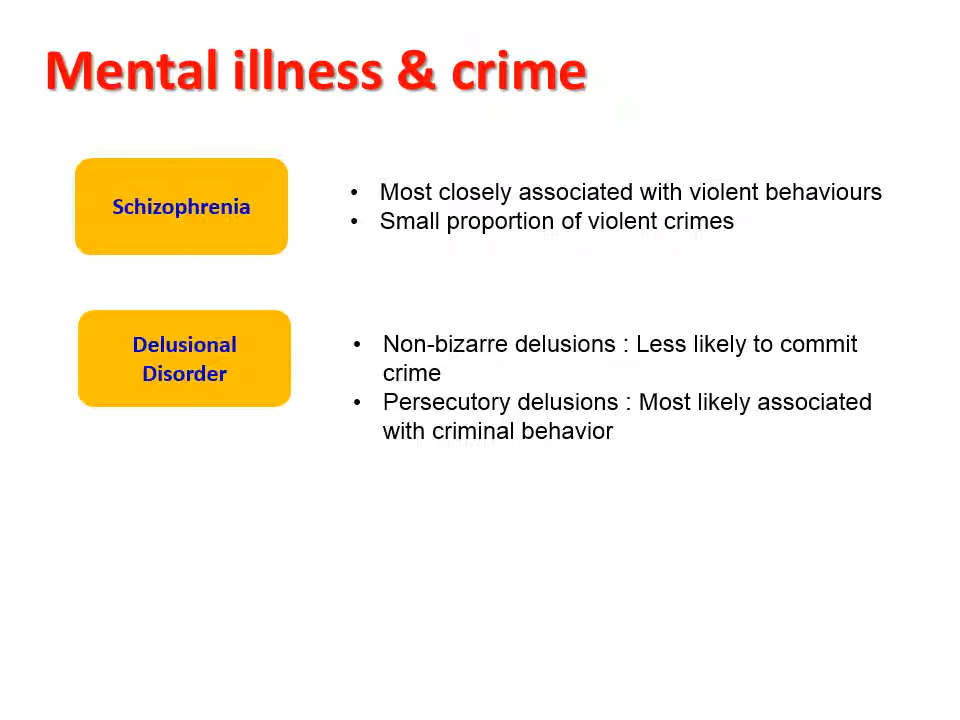 Mental illness & crime
Schizophrenia
• Most closely associated with violent behaviours
• Small proportion of violent crimes
Delusional
Disorder
• Non-bizarre delusions : Less likely to commit
crime
• Persecutory delusions : Most likely associated
with criminal behavior